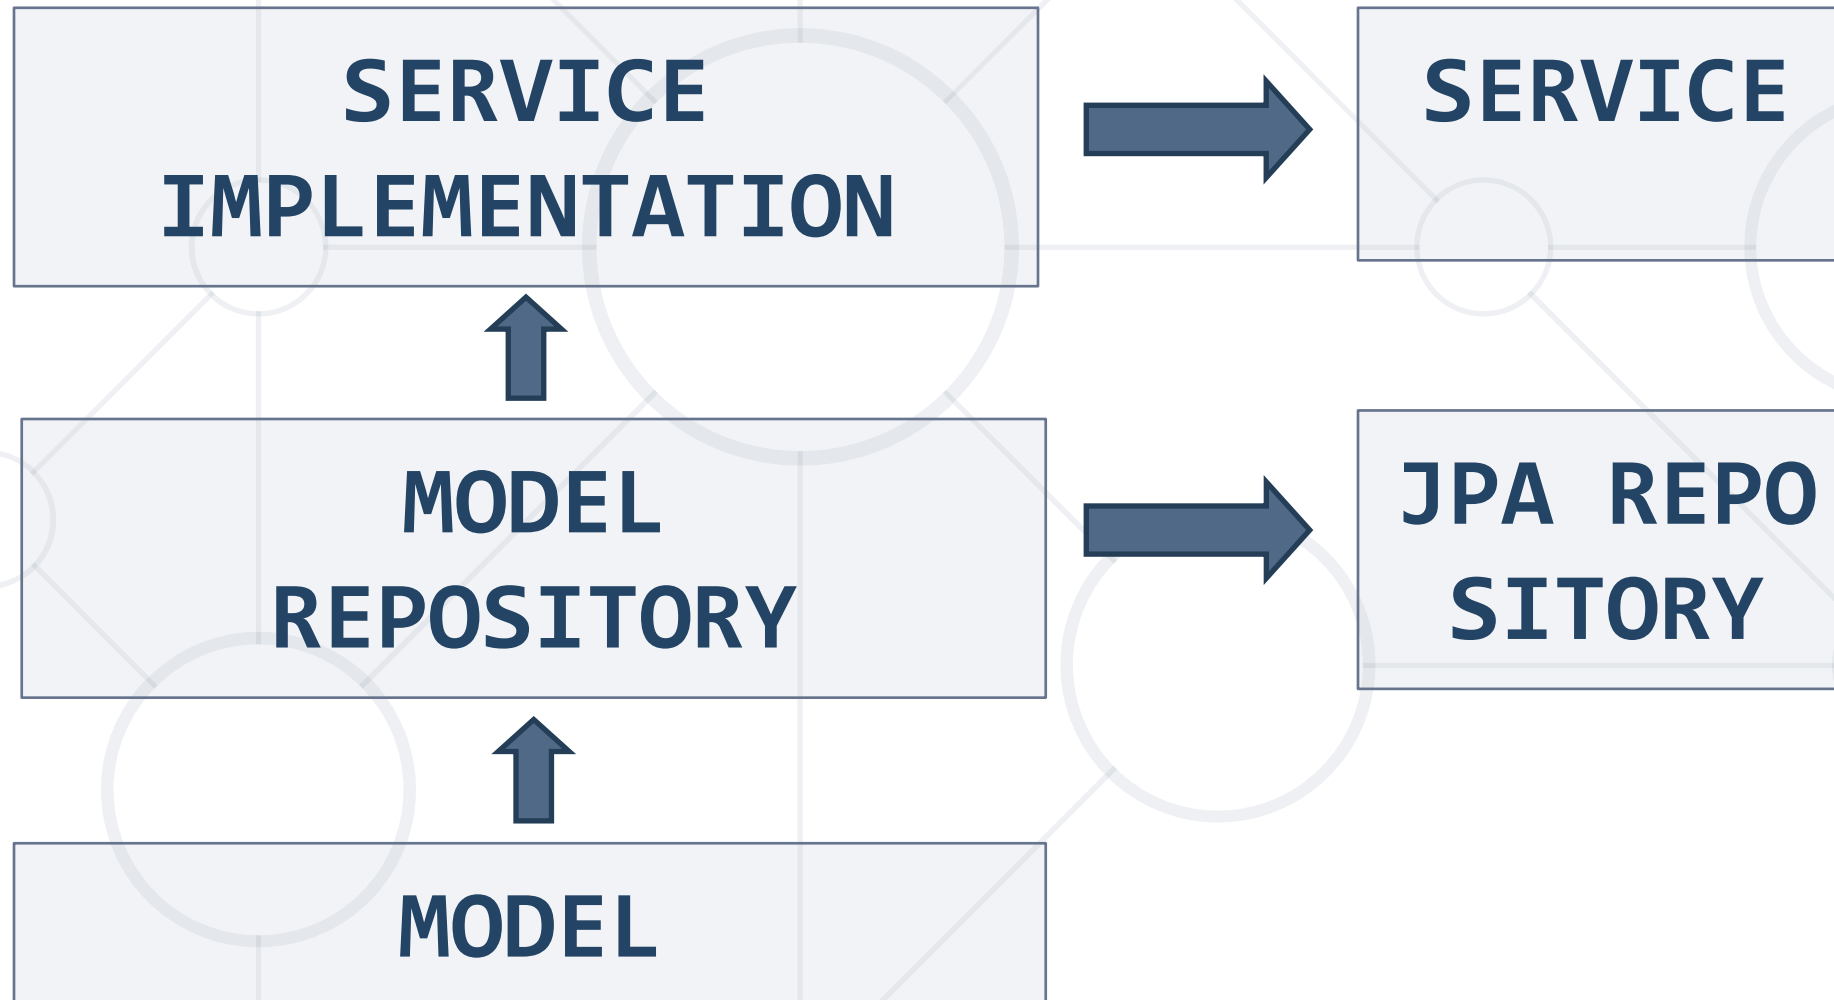 SERVICE
IMPLEMENTATION
SERVICE
MODEL
REPOSITORY
JPA REPO
SITORY
MODEL